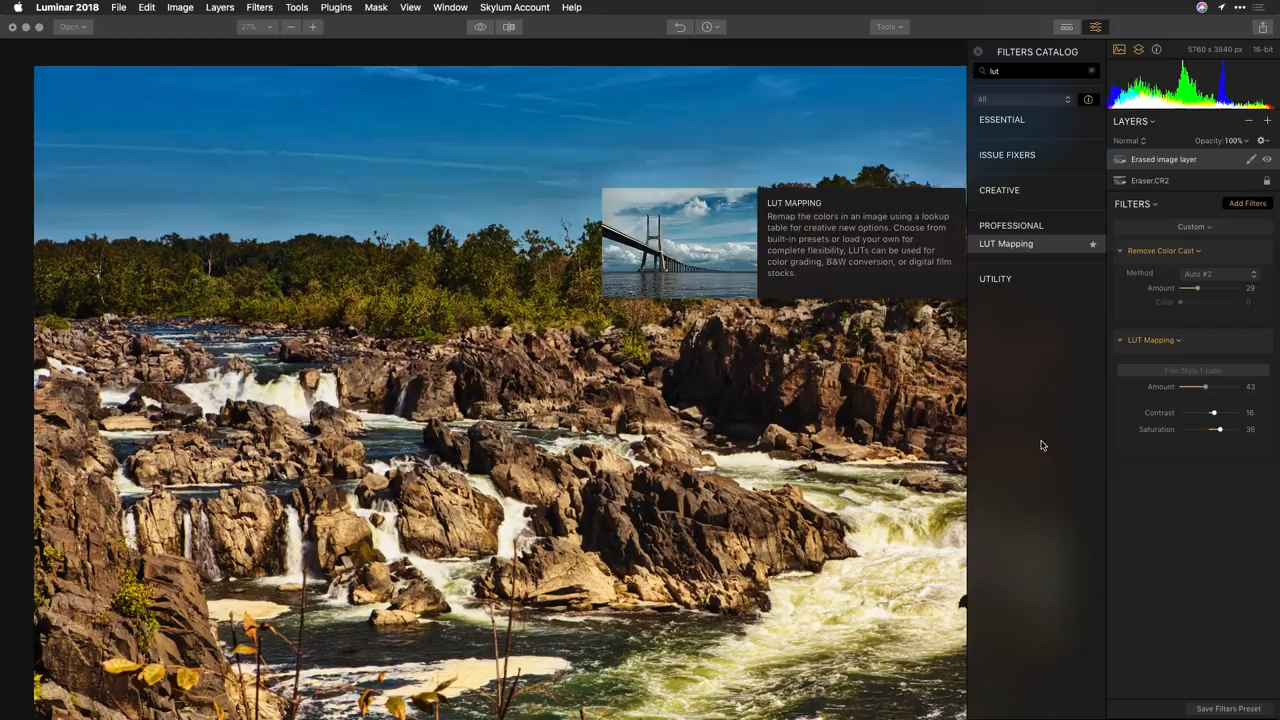 Luminar 2018 File Edit Image Layers Filters Tools Plugins Mask View Window Skylum Account Help
Open 27% Tools
FILTERS CATALOG
5760 x 3840 px 16-bit
lut
All
ESSENTIAL
ISSUE FIXERS
CREATIVE
PROFESSIONAL
LUT Mapping
UTILITY
LUT MAPPING
Remap the colors in an image using a lookup
table for creative new options. Choose from
built-in presets or load your own for
complete flexibility, LUTs can be used for
color grading, B&W conversion, or digital film
stocks.
LAYERS
Normal Opacity: 100%
Erased image layer
Eraser.CR2
FILTERS Add Filters
Custom
Remove Color Cast
Method Auto #2
Amount 29
Color 0
LUT Mapping
Film Style-1.cube
Amount 43
Contrast 16
Saturation 36
Save Filters Preset